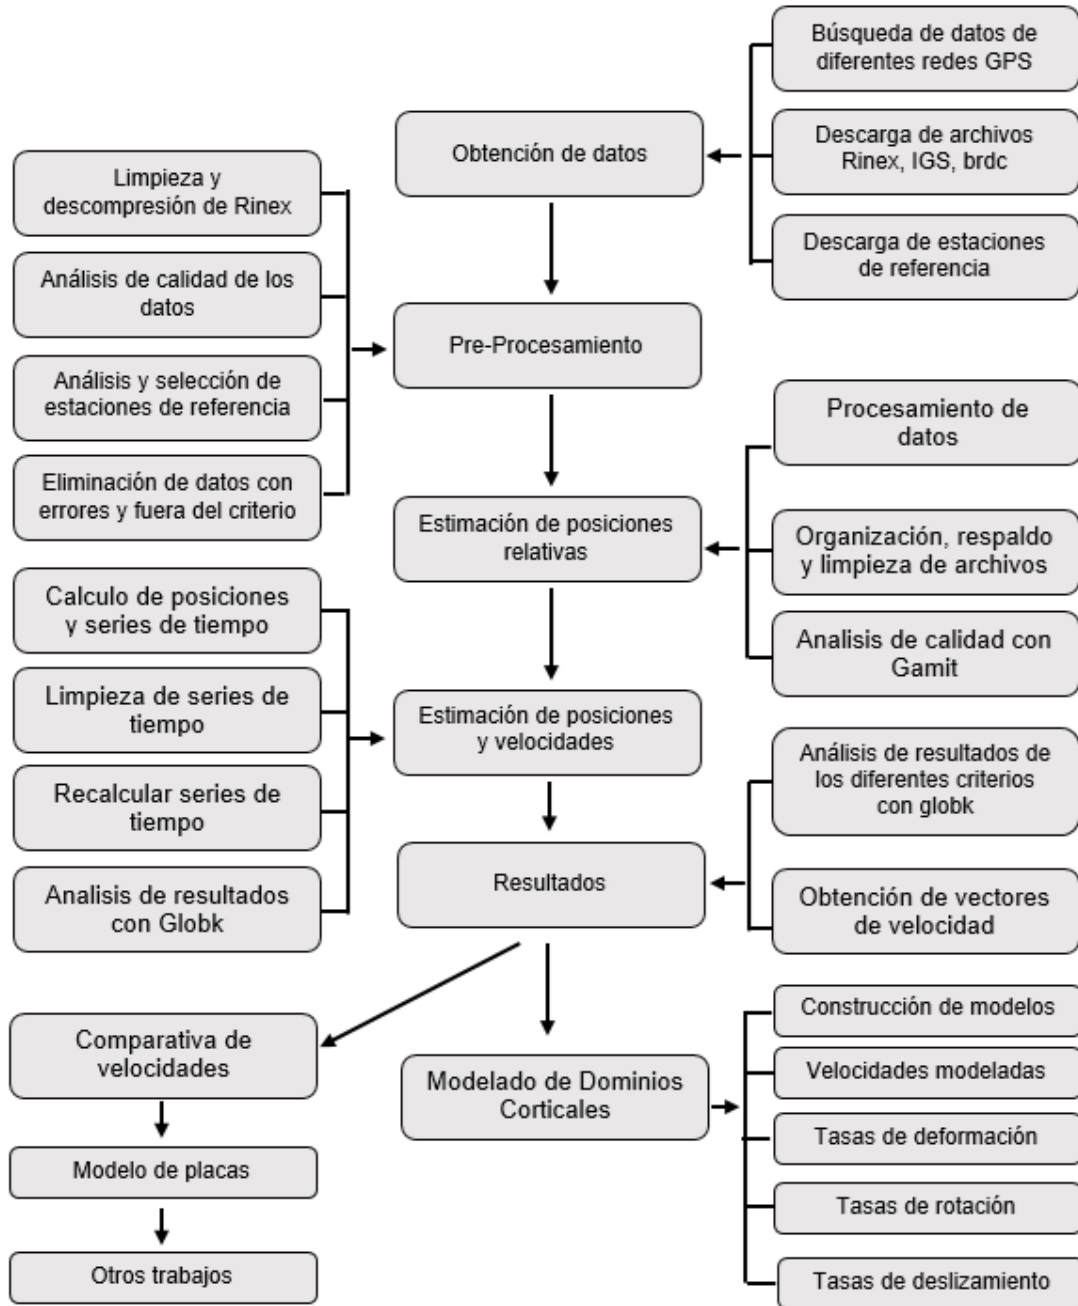 Búsqueda de datos de
diferentes redes GPS
Obtención de datos
Descarga de archivos
Rinex, IGS, brdc
Descarga de estaciones
de referencia
Limpieza y
descompresión de Rinex
Análisis de calidad de los
datos
Análisis y selección de
estaciones de referencia
Eliminación de datos con
errores y fuera del criterio
Pre-Procesamiento
Procesamiento de
datos
Estimación de posiciones
relativas
Organización, respaldo
y limpieza de archivos
Analisis de calidad con
Gamit
Calculo de posiciones
y series de tiempo
Limpieza de series de
tiempo
Recalcular series de
tiempo
Analisis de resultados
con Globk
Estimación de posiciones
y velocidades
Análisis de resultados de
los diferentes criterios
con globk
Resultados
Obtención de vectores
de velocidad
Comparativa de
velocidades
Modelo de placas
Otros trabajos
Modelado de Dominios
Corticales
Construcción de modelos
Velocidades modeladas
Tasas de deformación
Tasas de rotación
Tasas de deslizamiento